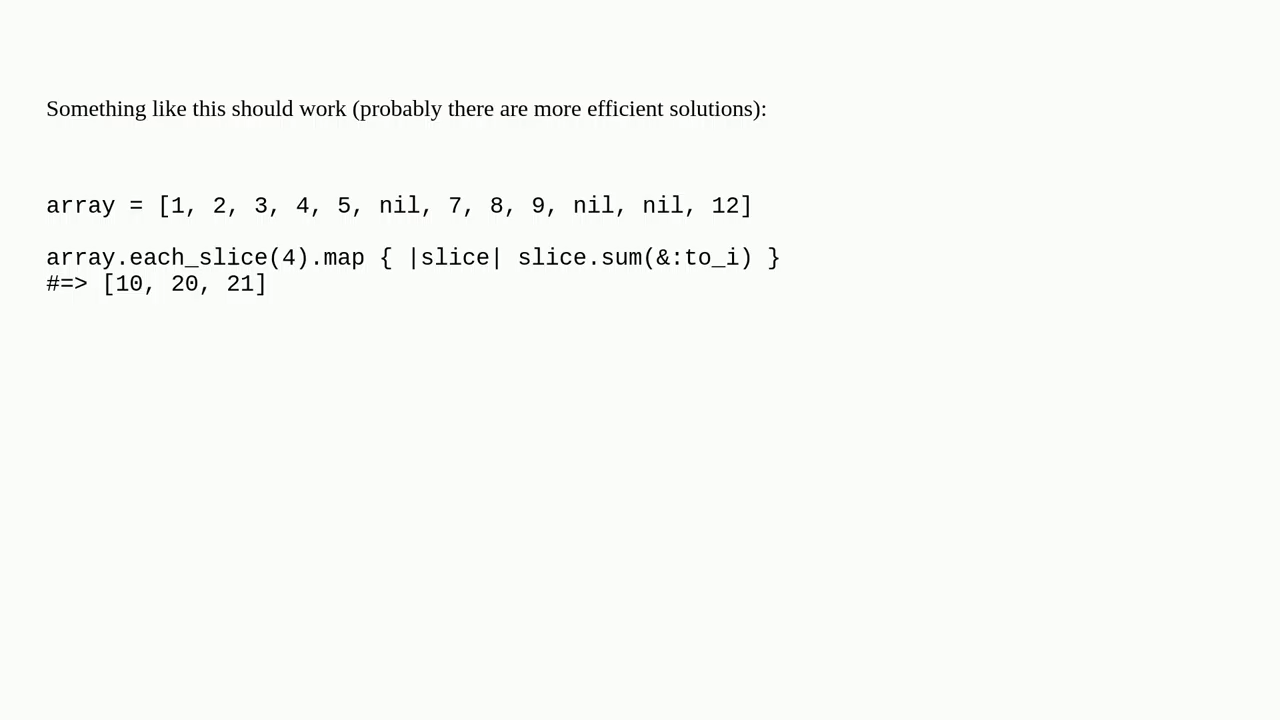 Something like this should work (probably there are more efficient solutions):
array = [1, 2, 3, 4, 5, nil, 7, 8, 9, nil, nil, 12]
array.each_slice(4).map { |slice| slice.sum(&:to_i) }
#=> [10, 20, 21]